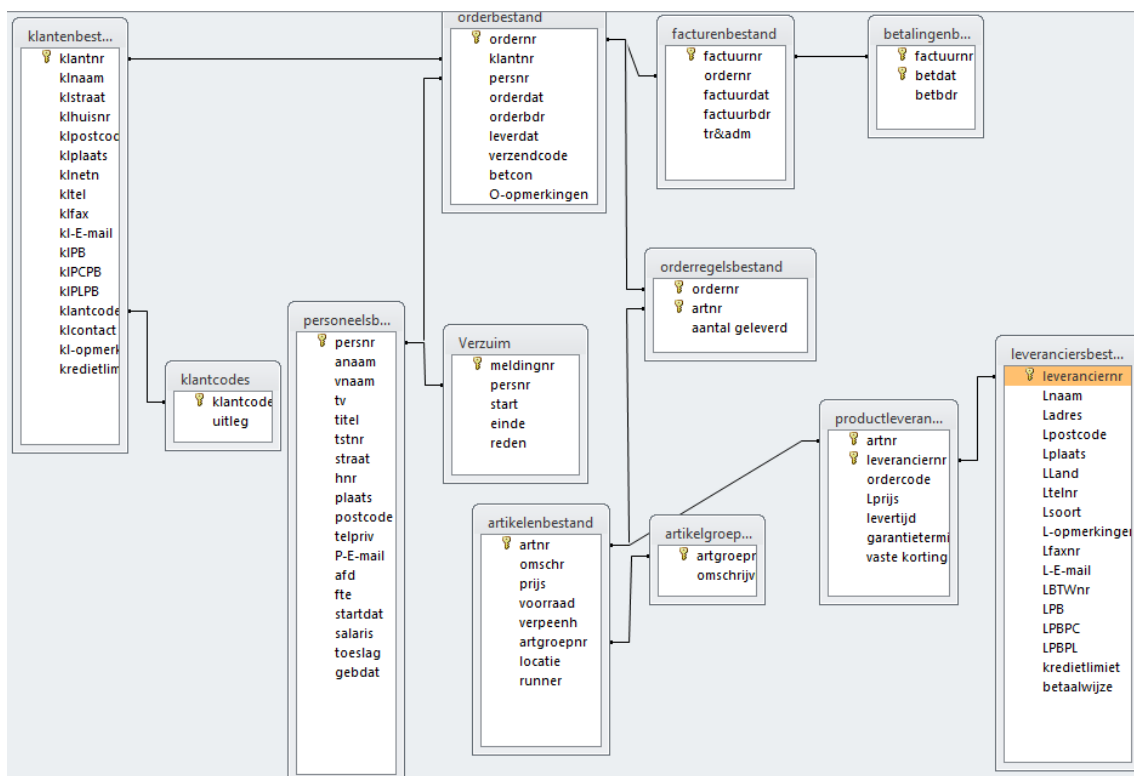 klantenbest...
klantnr
klnaam
klstraat
klhuisnr
klpostcod
klplaats
klnetn
kltel
klfax
kl-E-mail
klPB
klPCPB
klPLPB
klantcode
klcontact
kl-opmerk
kredietlim
klantcodes
klantcode
uitleg
personeelsb...
persnr
anaam
vnaam
tv
titel
tstnr
straat
hnr
plaats
postcode
telpriv
P-E-mail
afd
fte
startdat
salaris
toeslag
gebdat
orderbestand
ordernr
klantnr
persnr
orderdat
orderbdr
leverdat
verzendcode
betcon
O-opmerkingen
Verzuim
meldingnr
persnr
start
einde
reden
artikelenbestand
artnr
omschr
prijs
voorraad
verpeenh
artgroepnr
locatie
runner
facturenbestand
factuurnr
ordernr
factuurdat
factuurbdr
tr&adm
betalingenb...
factuurnr
betdat
betbdr
orderregelsbestand
ordernr
artnr
aantal geleverd
artikelgroep...
artgroepr
omschrijv
productleveran...
artnr
leveranciernr
ordercode
Lprijs
levertijd
garantietermi
vaste korting
leveranciersbest...
leveranciernr
Lnaam
Ladres
Lpostcode
Lplaats
LLand
Ltelnr
Lsoort
L-opmerkingen
Lfaxnr
L-E-mail
LBTWnr
LPB
LPBPC
LPBPL
kredietlimiet
betaalwijze